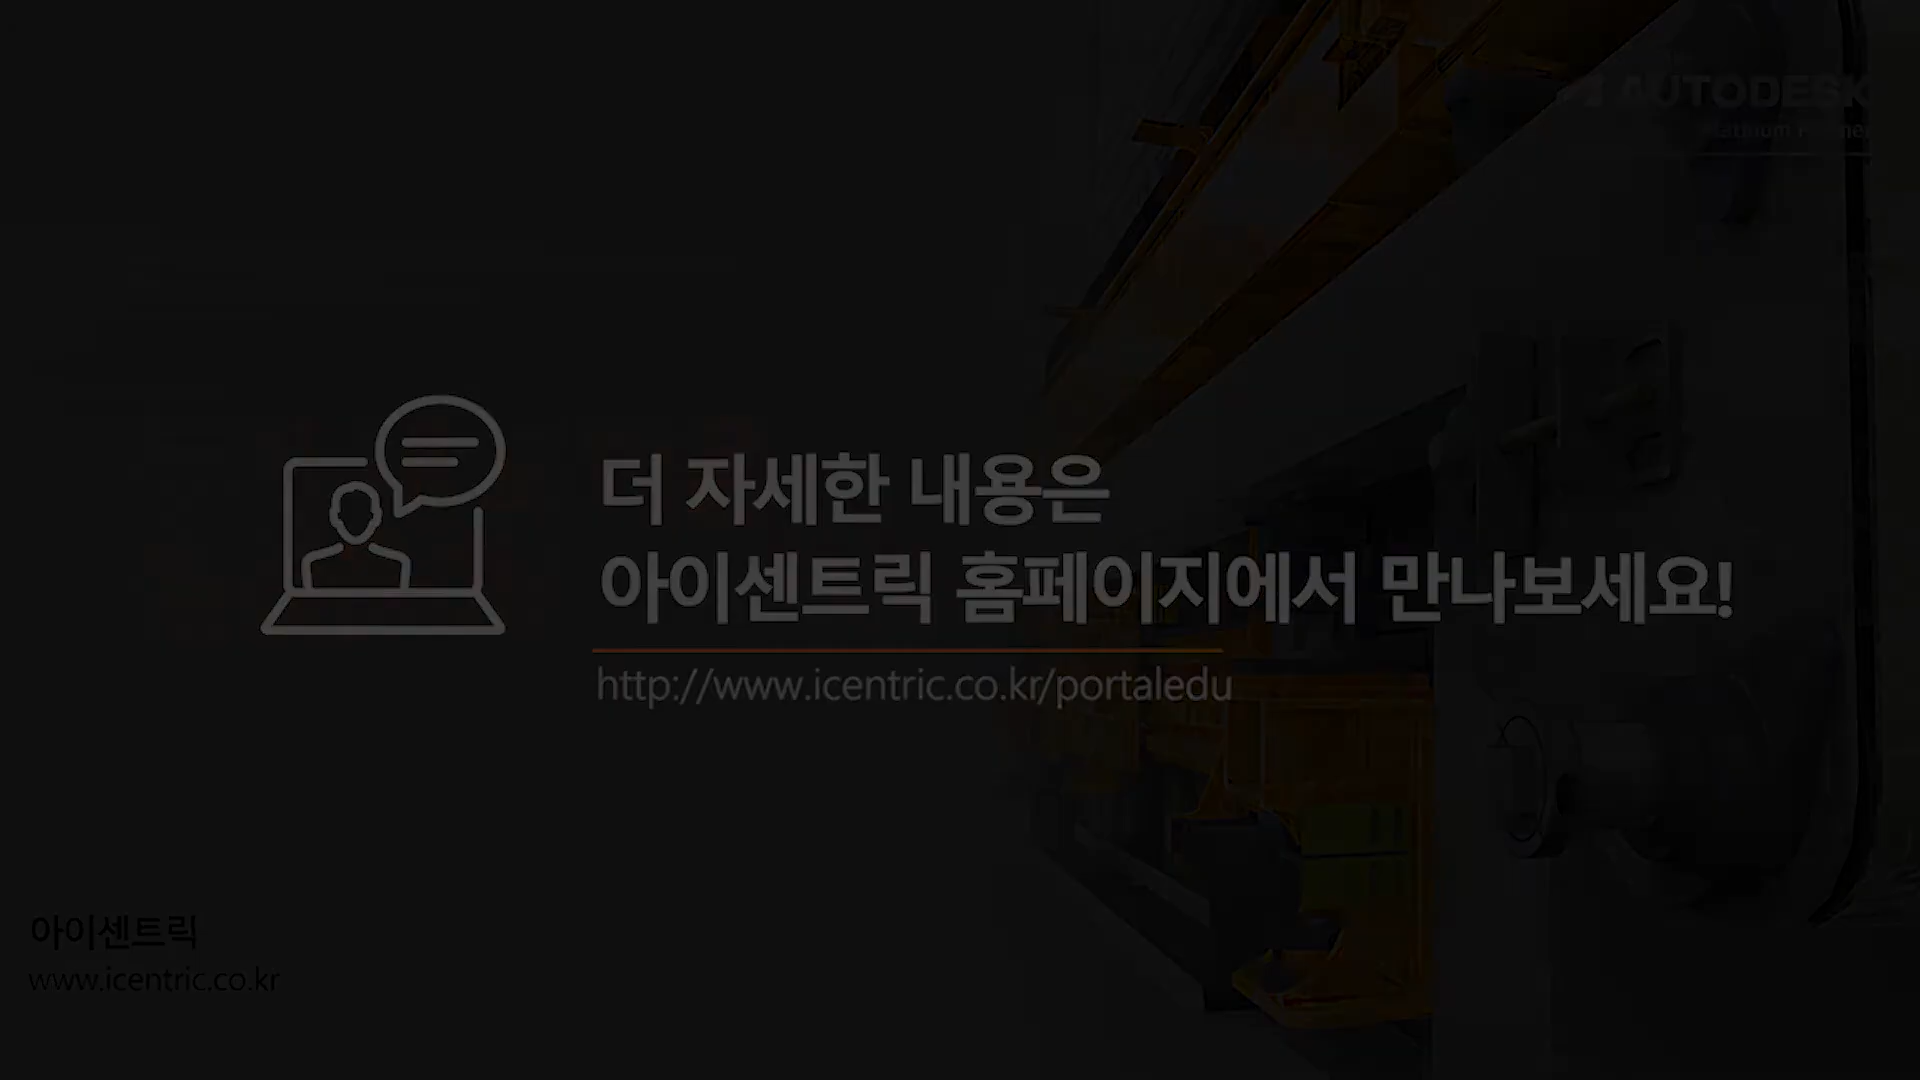 AUTODESK
Platinum Partner
더 자세한 내용은
아이센트릭 홈페이지에서 만나보세요!
http://www.icentric.co.kr/portaledu
아이센트릭
www.icentric.co.kr